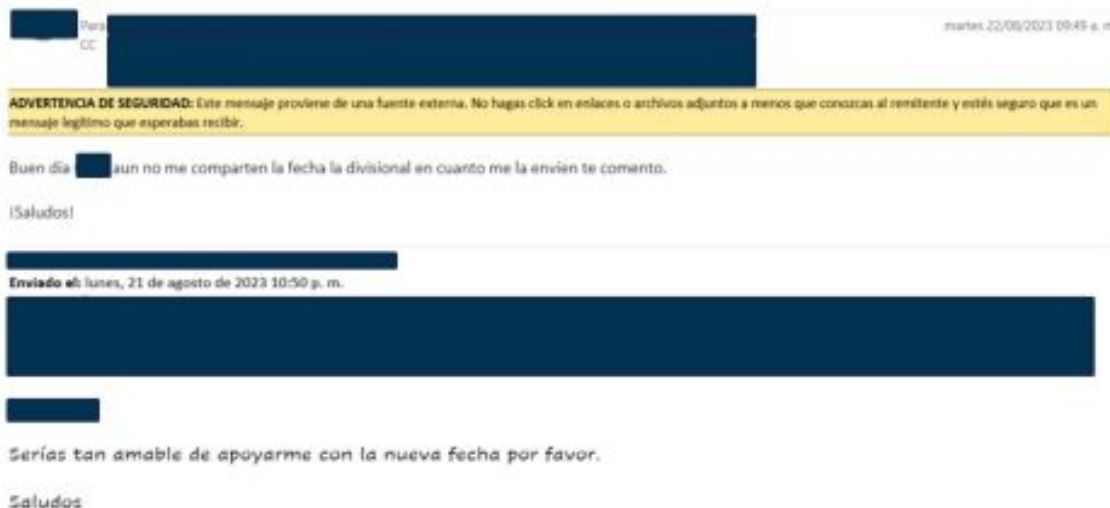 Para
CC
martes 22/08/2023 09:49 a. m
ADVERTENCIA DE SEGURIDAD: Este mensaje proviene de una fuente externa. No hagas click en enlaces o archivos adjuntos a menos que conozcas al remitente y estés seguro que es un
mensaje legítimo que esperabas recibir.
Buen día aun no me comparten la fecha la divisional en cuanto me la envien te comento.
¡Saludos!
Enviado el: lunes, 21 de agosto de 2023 10:50 p. m.
Serías tan amable de apoyarme con la nueva fecha por favor.
Saludos